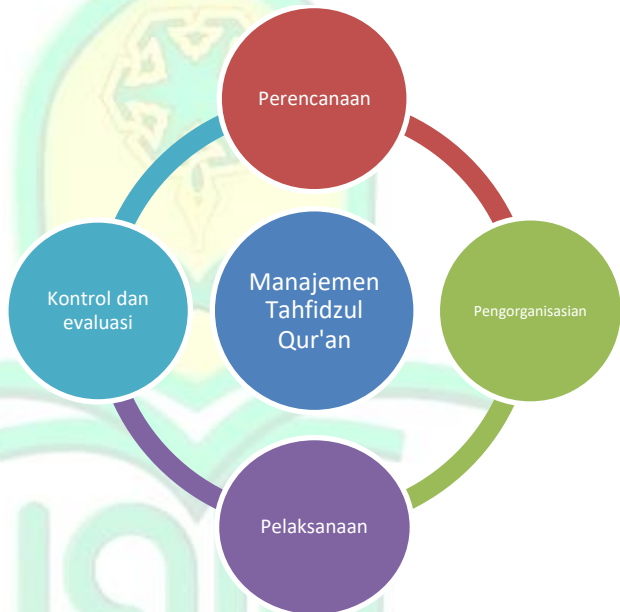 Perencanaan
Pengorganisasian
Pelaksanaan
Kontrol dan
evaluasi
Manajemen
Tahfidzul
Qur'an